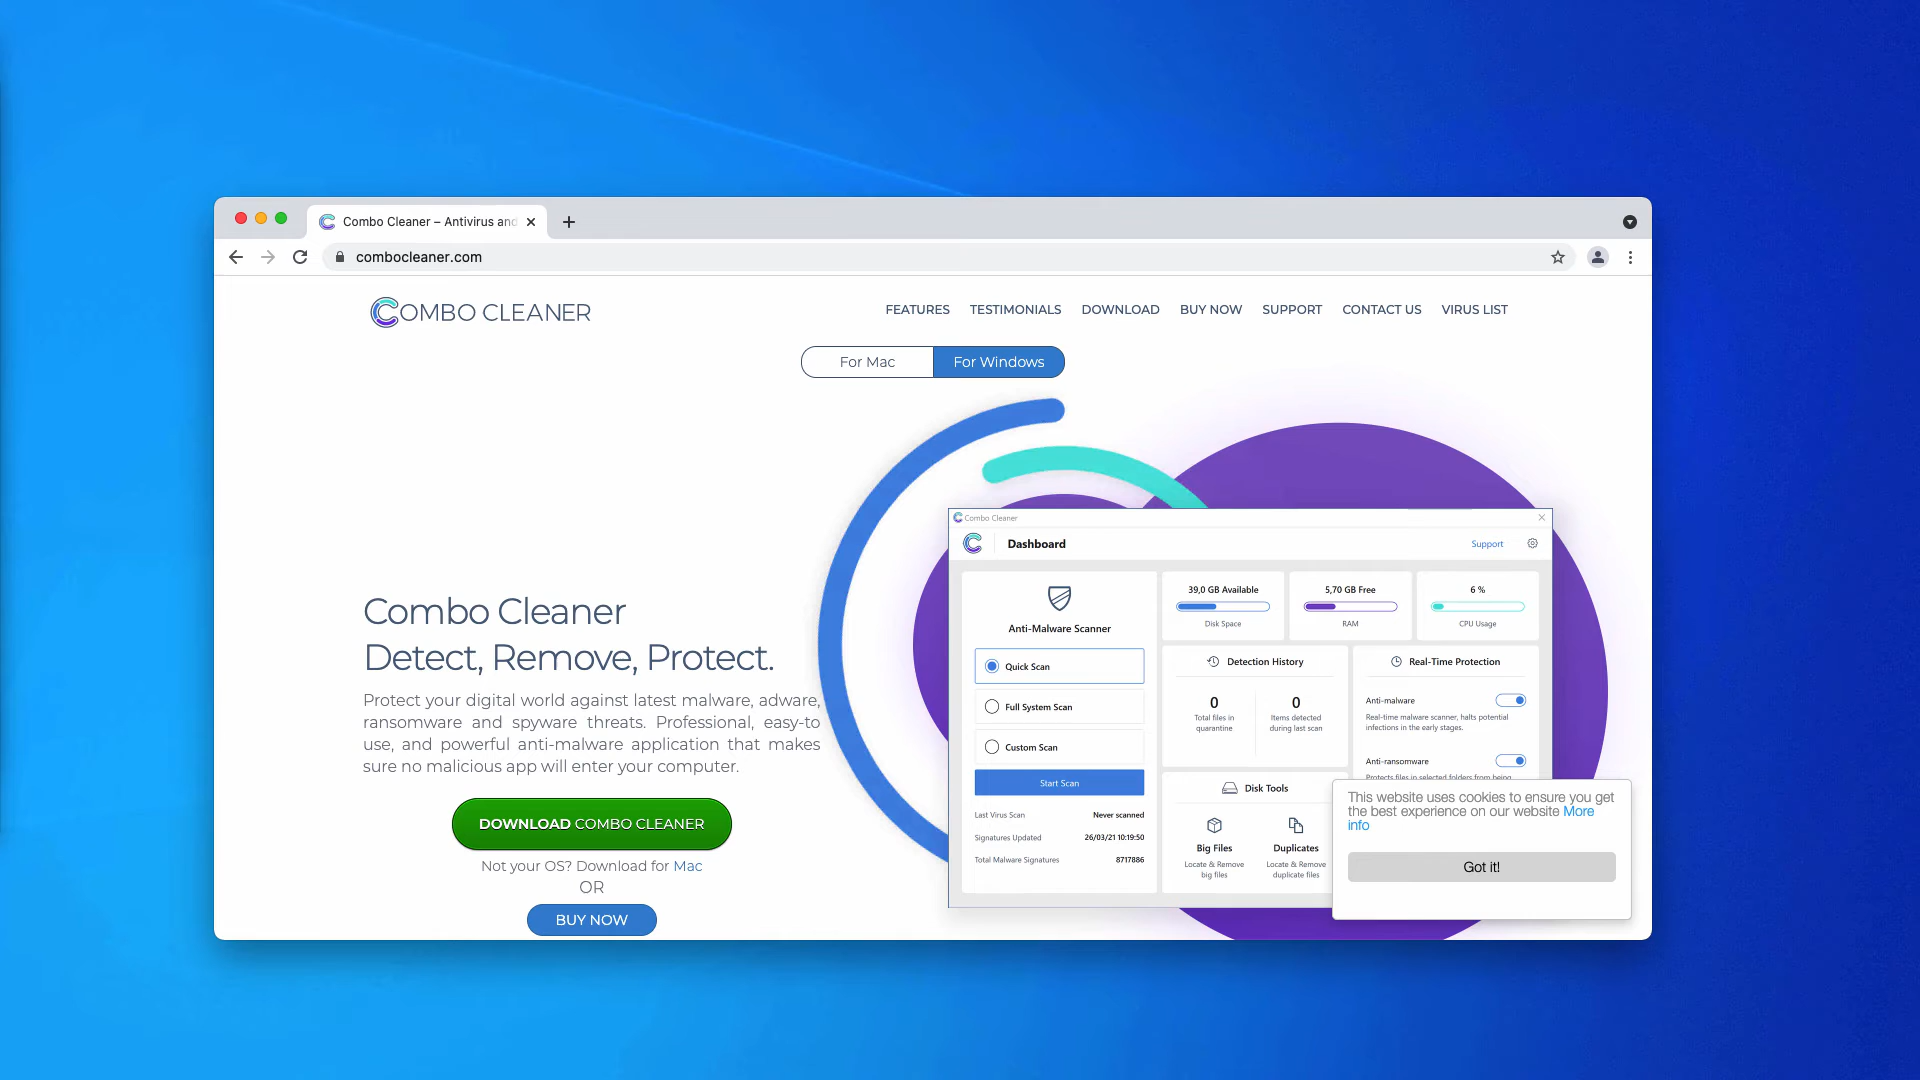 Combo Cleaner – Antivirus and
combocleaner.com
COMBO CLEANER
FEATURES TESTIMONIALS DOWNLOAD BUY NOW SUPPORT CONTACT US VIRUS LIST
For Mac For Windows
Combo Cleaner
Detect, Remove, Protect.
Protect your digital world against latest malware, adware,
ransomware and spyware threats. Professional, easy-to
use, and powerful anti-malware application that makes
sure no malicious app will enter your computer.
DOWNLOAD COMBO CLEANER
Not your OS? Download for Mac
OR
BUY NOW
Combo Cleaner
Dashboard
Support
Anti-Malware Scanner
Quick Scan
Full System Scan
Custom Scan
Start Scan
Last Virus Scan Never scanned
Signatures Updated 26/03/21 10:19:50
Total Malware Signatures 8717886
39,0 GB Available
Disk Space
5,70 GB Free
RAM
6 %
CPU Usage
Detection History
0
Total files in
quarantine
0
Items detected
during last scan
Real-Time Protection
Anti-malware
Real-time malware scanner, halts potential
infections in the early stages.
Anti-ransomware
Protects files in selected folders from being
Disk Tools
Big Files
Locate & Remove
big files
Duplicates
Locate & Remove
duplicate files
This website uses cookies to ensure you get
the best experience on our website More
info
Got it!